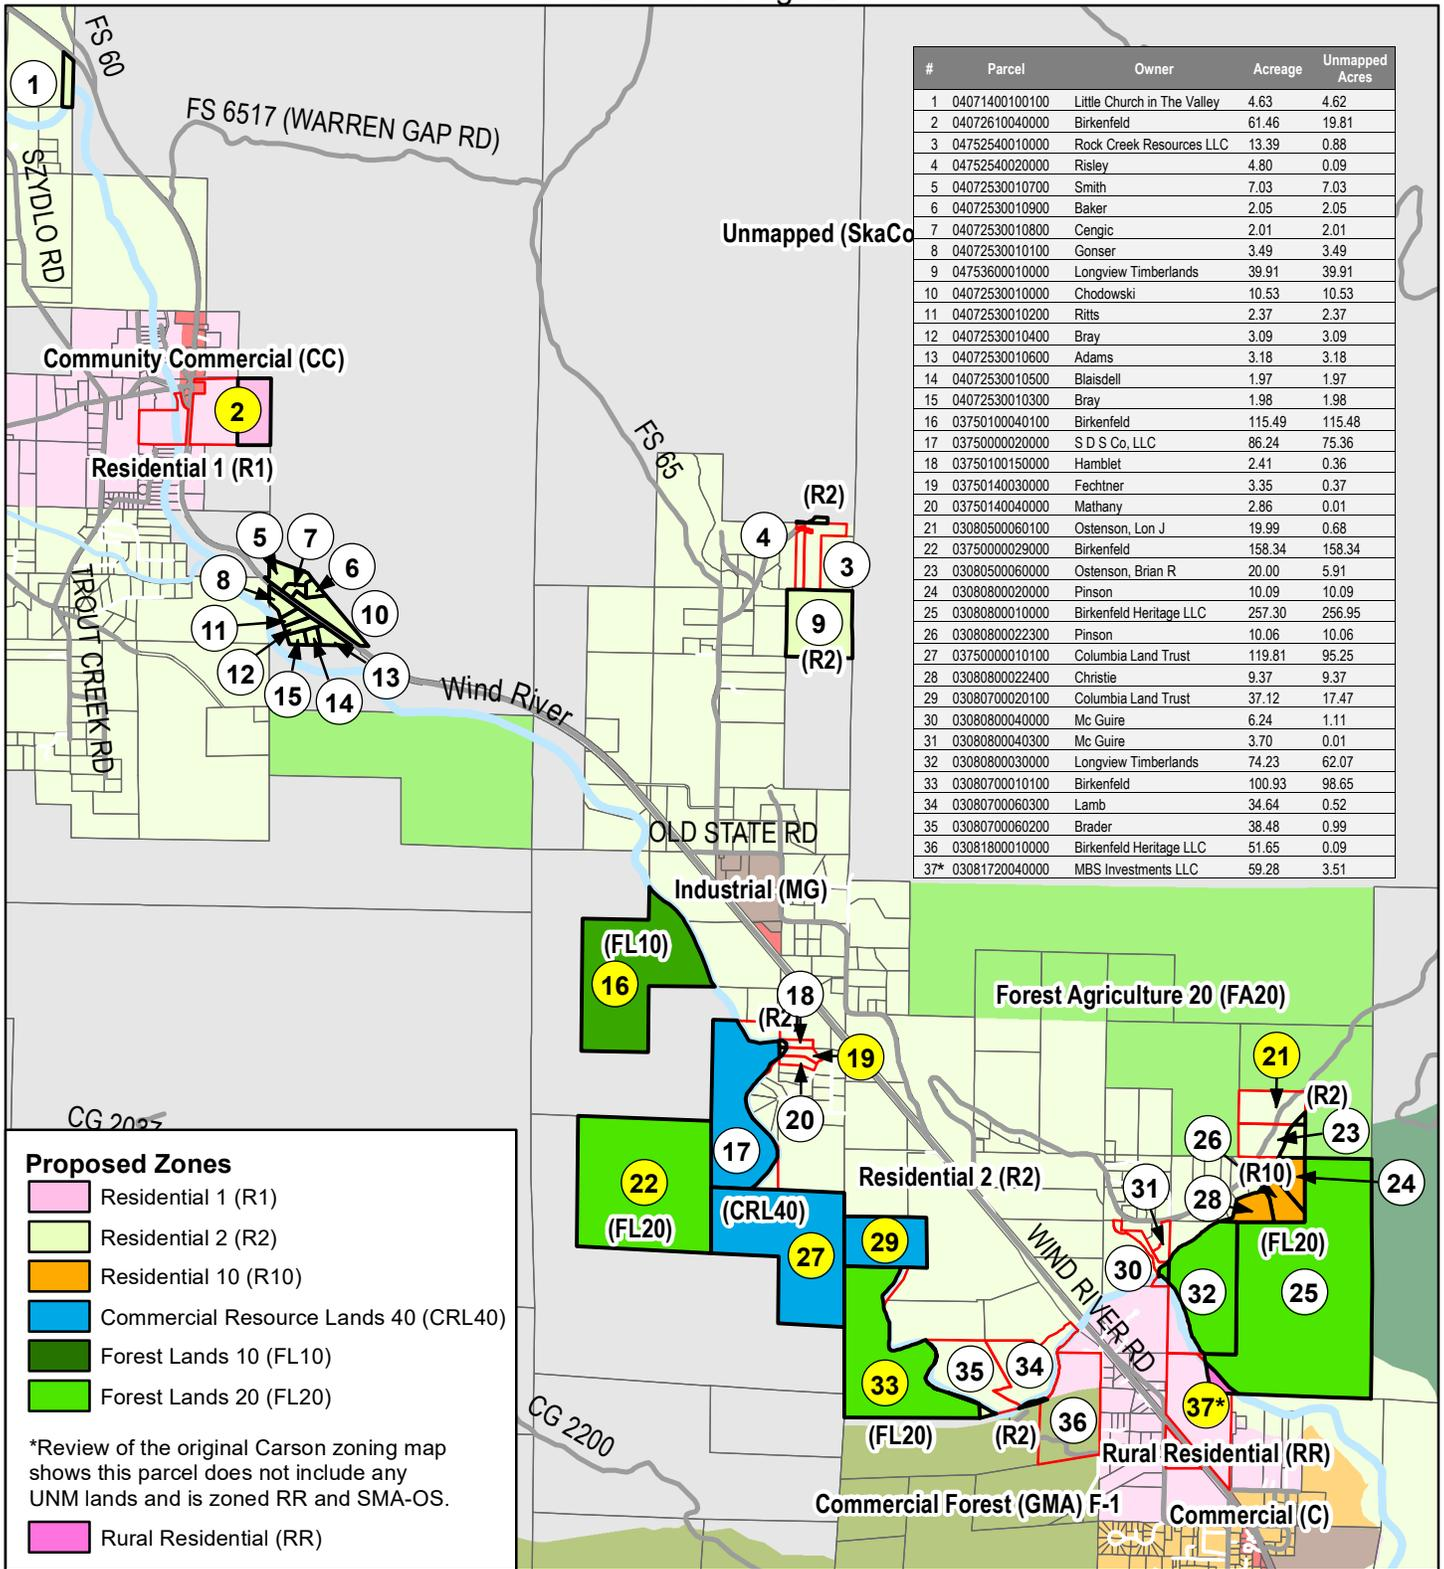 FS 60
1
FS 6517 (WARREN GAP RD)
SZYDLO RD
Unmapped (SkaCo
# Parcel Owner Acreage Unmapped Acres
1 04071400100100 Little Church in The Valley 4.63 4.62
2 04072610040000 Birkenfeld 61.46 19.81
3 04752540010000 Rock Creek Resources LLC 13.39 0.88
4 04752540020000 Risley 4.80 0.09
5 04072530010700 Smith 7.03 7.03
6 04072530010900 Baker 2.05 2.05
7 04072530010800 Cengic 2.01 2.01
8 04072530010100 Gonser 3.49 3.49
9 04753600010000 Longview Timberlands 39.91 39.91
10 04072530010000 Chodowski 10.53 10.53
11 04072530010200 Ritts 2.37 2.37
12 04072530010400 Bray 3.09 3.09
13 04072530010600 Adams 3.18 3.18
14 04072530010500 Blaisdell 1.97 1.97
15 04072530010300 Bray 1.98 1.98
16 03750100040100 Birkenfeld 115.49 115.48
17 03750000020000 S D S Co, LLC 86.24 75.36
18 03750100150000 Hamblet 2.41 0.36
19 03750140030000 Fechtner 3.35 0.37
20 03750140040000 Mathany 2.86 0.01
21 03080500060100 Ostenson, Lon J 19.99 0.68
22 03750000029000 Birkenfeld 158.34 158.34
23 03080500060000 Ostenson, Brian R 20.00 5.91
24 03080800020000 Pinson 10.09 10.09
25 03080800010000 Birkenfeld Heritage LLC 257.30 256.95
26 03080800022300 Pinson 10.06 10.06
27 03750000010100 Columbia Land Trust 119.81 95.25
28 03080800022400 Christie 9.37 9.37
29 03080700020100 Columbia Land Trust 37.12 17.47
30 03080800040000 Mc Guire 6.24 1.11
31 03080800040300 Mc Guire 3.70 0.01
32 03080800030000 Longview Timberlands 74.23 62.07
33 03080700010100 Birkenfeld 100.93 98.65
34 03080700060300 Lamb 34.64 0.52
35 03080700060200 Brader 38.48 0.99
36 03081800010000 Birkenfeld Heritage LLC 51.65 0.09
37* 03081720040000 MBS Investments LLC 59.28 3.51
Community Commercial (CC)
2
Residential 1 (R1)
FS 65
(R2)
5
7
4
6
3
8
TROUT CREEK RD
10
11
9
12
13
(R2)
15
14
Wind River
OLD STATE RD
Industrial (MG)
(FL10)
16
18
Forest Agriculture 20 (FA20)
(R2)
19
21
(R2)
CG 2037
20
26
23
17
Residential 2 (R2)
(R10)
22
31
28
24
(FL20)
(CRL40)
29
27
WIND RIVER RD
(FL20)
30
32
25
35
34
33
37*
36
CG 2200
(FL20)
(R2)
Rural Residential (RR)
Commercial Forest (GMA) F-1
Commercial (C)
Proposed Zones
Residential 1 (R1)
Residential 2 (R2)
Residential 10 (R10)
Commercial Resource Lands 40 (CRL40)
Forest Lands 10 (FL10)
Forest Lands 20 (FL20)
*Review of the original Carson zoning map
shows this parcel does not include any
UNM lands and is zoned RR and SMA-OS.
Rural Residential (RR)